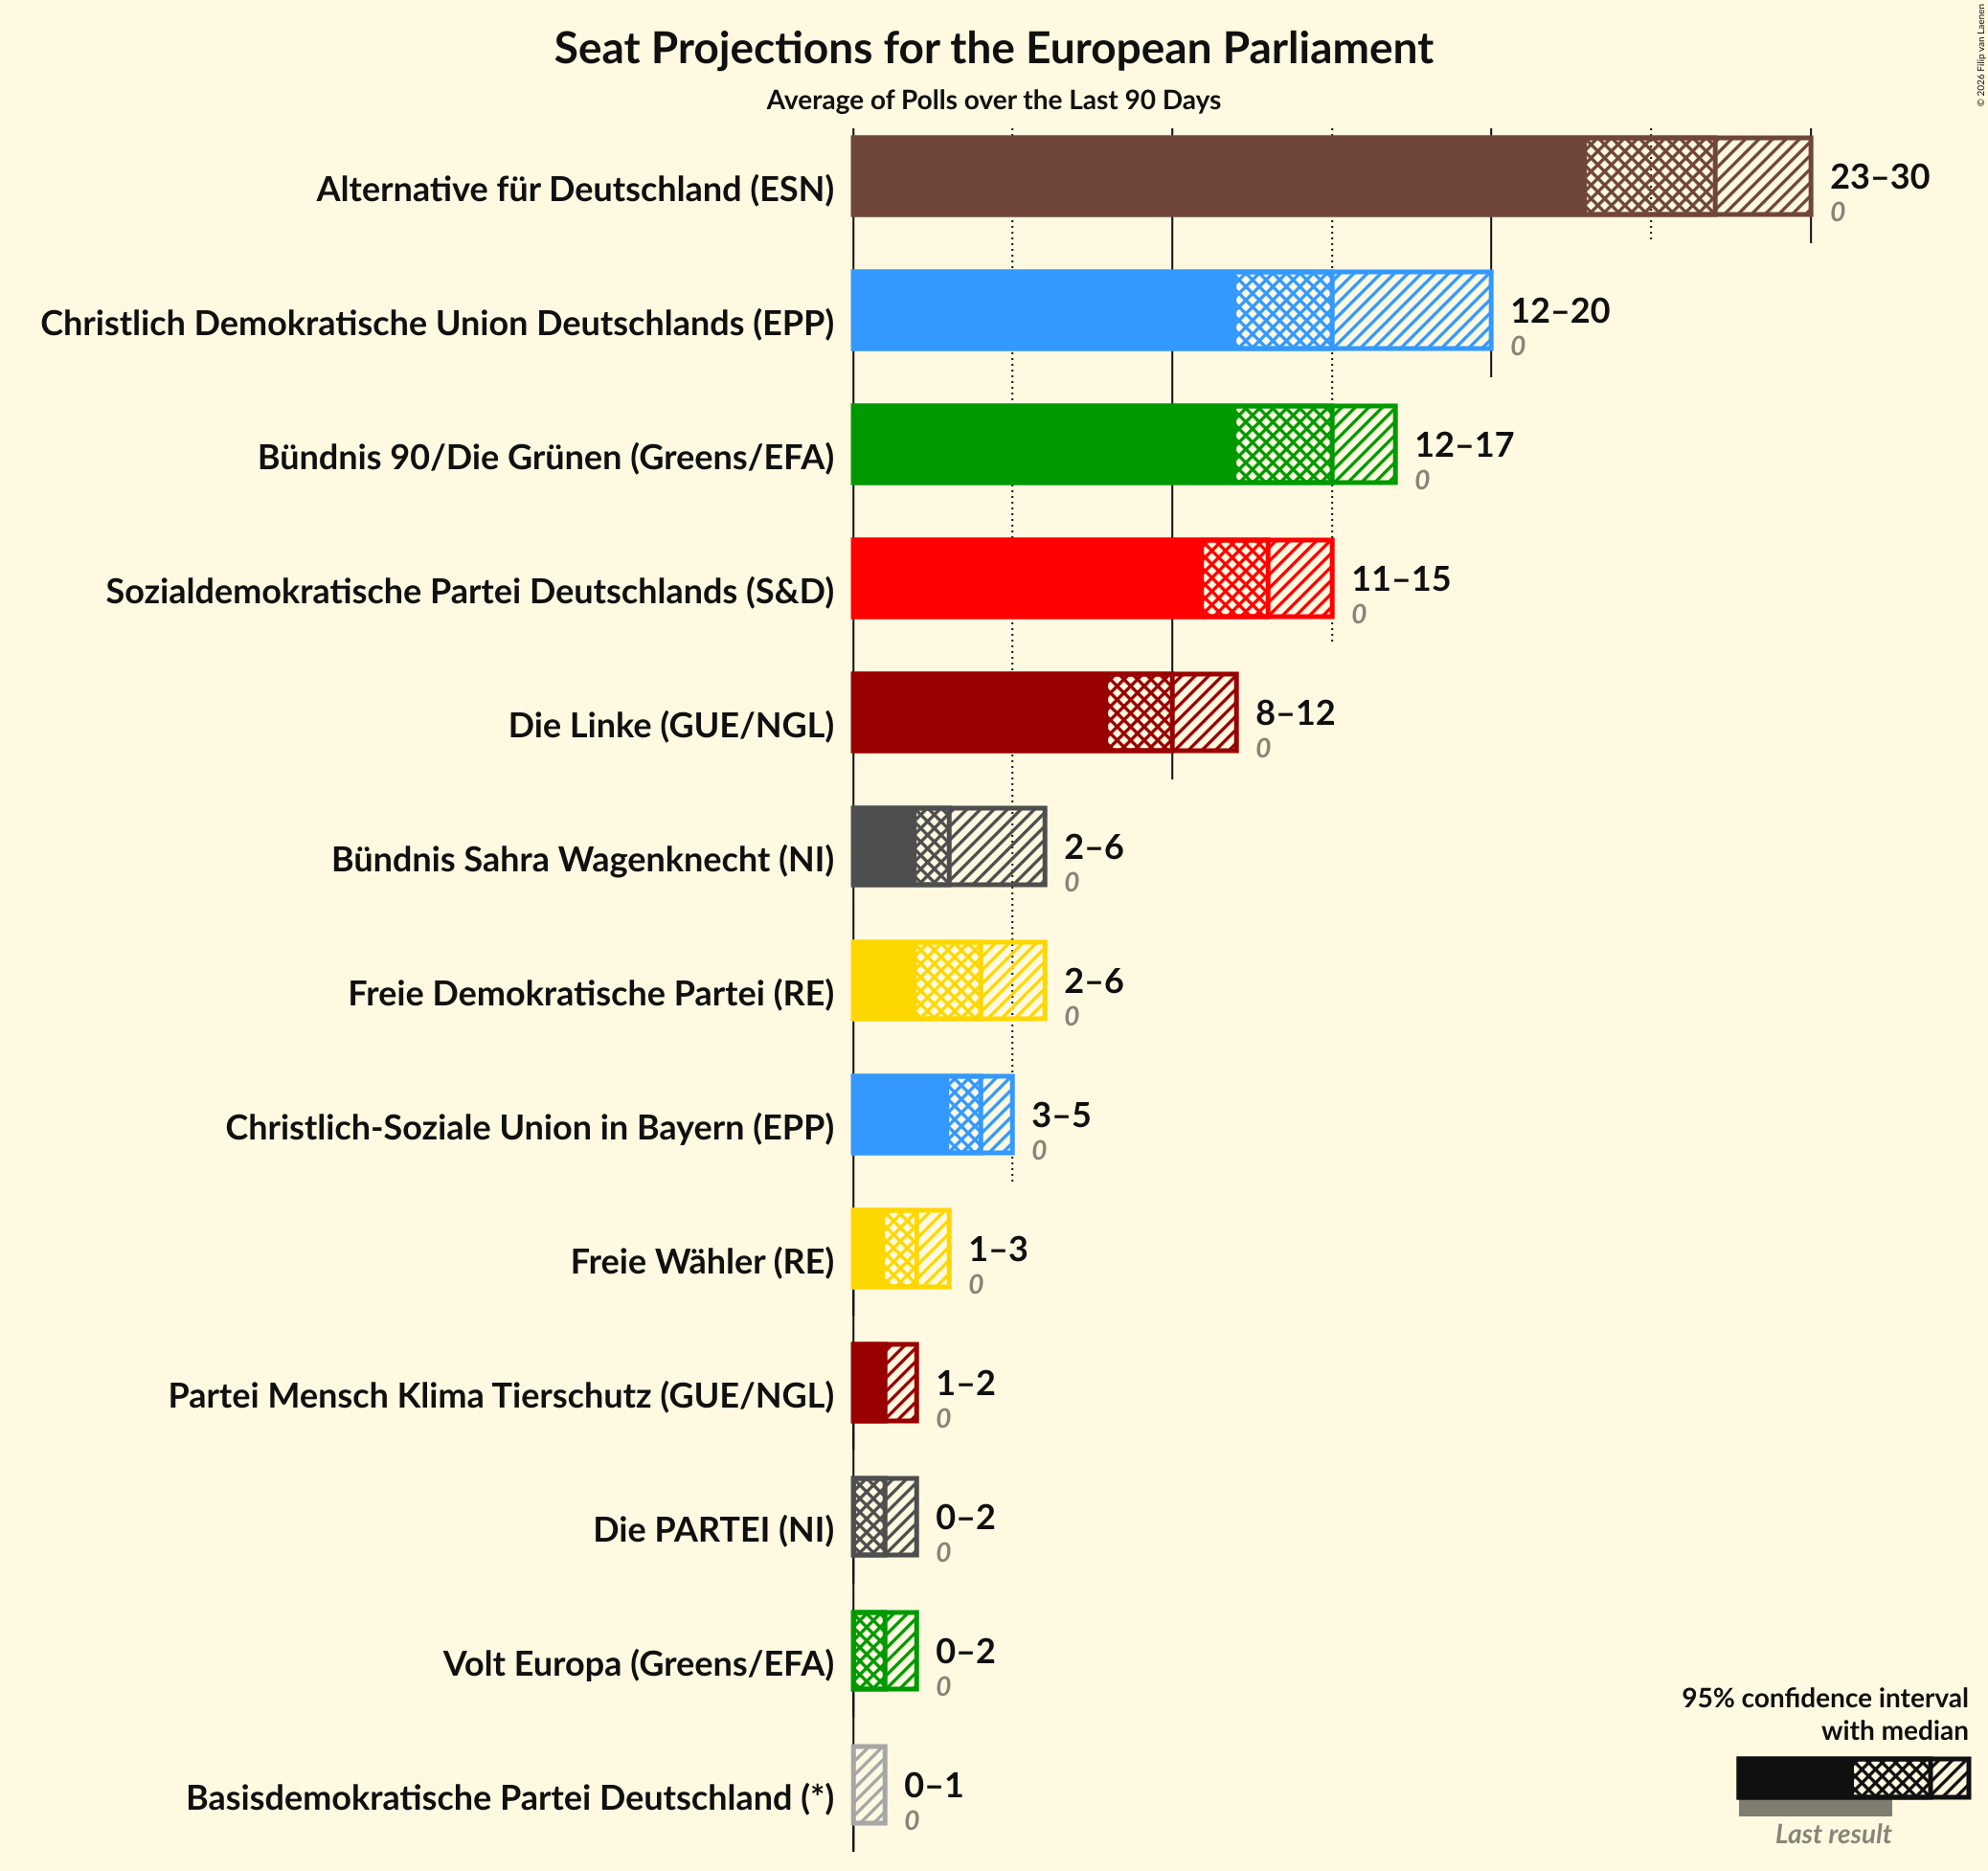 Seat Projections for the European Parliament
Average of Polls over the Last 90 Days
© 2026 Filip van Laenen
Alternative für Deutschland (ESN)
23–30
0
Christlich Demokratische Union Deutschlands (EPP)
12–20
0
Bündnis 90/Die Grünen (Greens/EFA)
12–17
0
Sozialdemokratische Partei Deutschlands (S&D)
11–15
0
Die Linke (GUE/NGL)
8–12
0
Bündnis Sahra Wagenknecht (NI)
2–6
0
Freie Demokratische Partei (RE)
2–6
0
Christlich-Soziale Union in Bayern (EPP)
3–5
0
Freie Wähler (RE)
1–3
0
Partei Mensch Klima Tierschutz (GUE/NGL)
1–2
0
Die PARTEI (NI)
0–2
0
Volt Europa (Greens/EFA)
0–2
0
Basisdemokratische Partei Deutschland (*)
0–1
0
95% confidence interval
with median
Last result